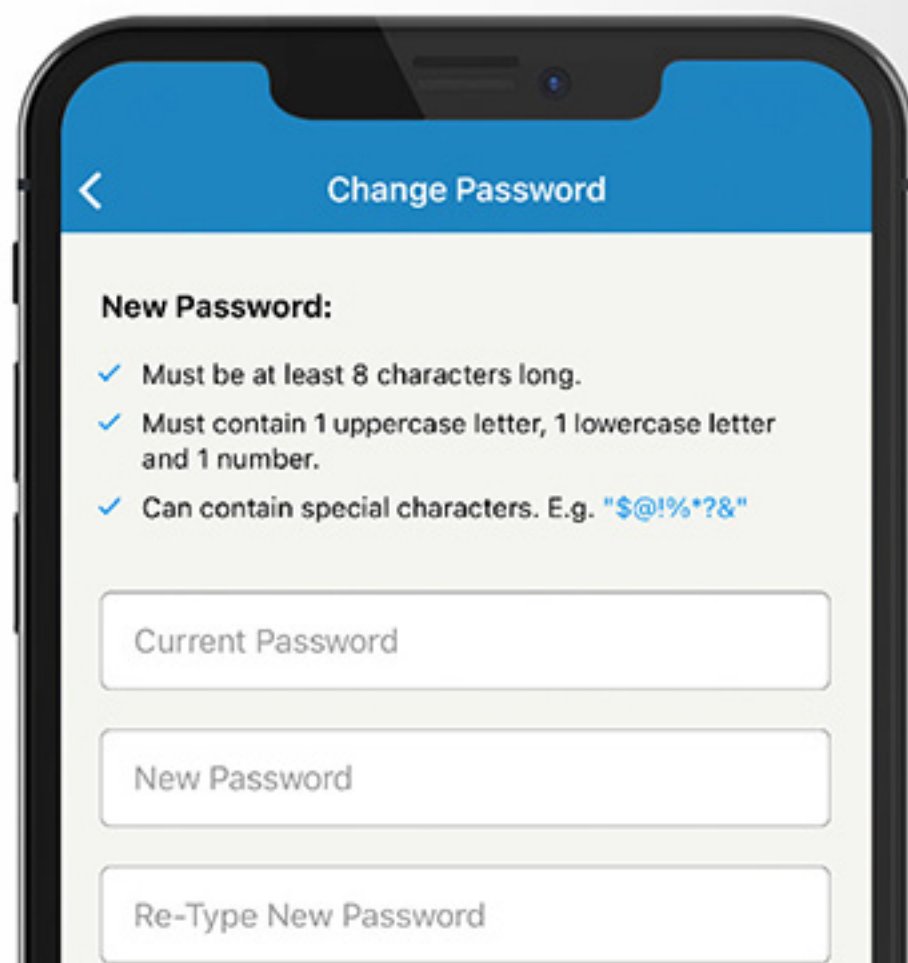 Change Password
New Password:
Must be at least 8 characters long.
Must contain 1 uppercase letter, 1 lowercase letter
and 1 number.
Can contain special characters. E.g. "$@!%*?&"
Current Password
New Password
Re-Type New Password